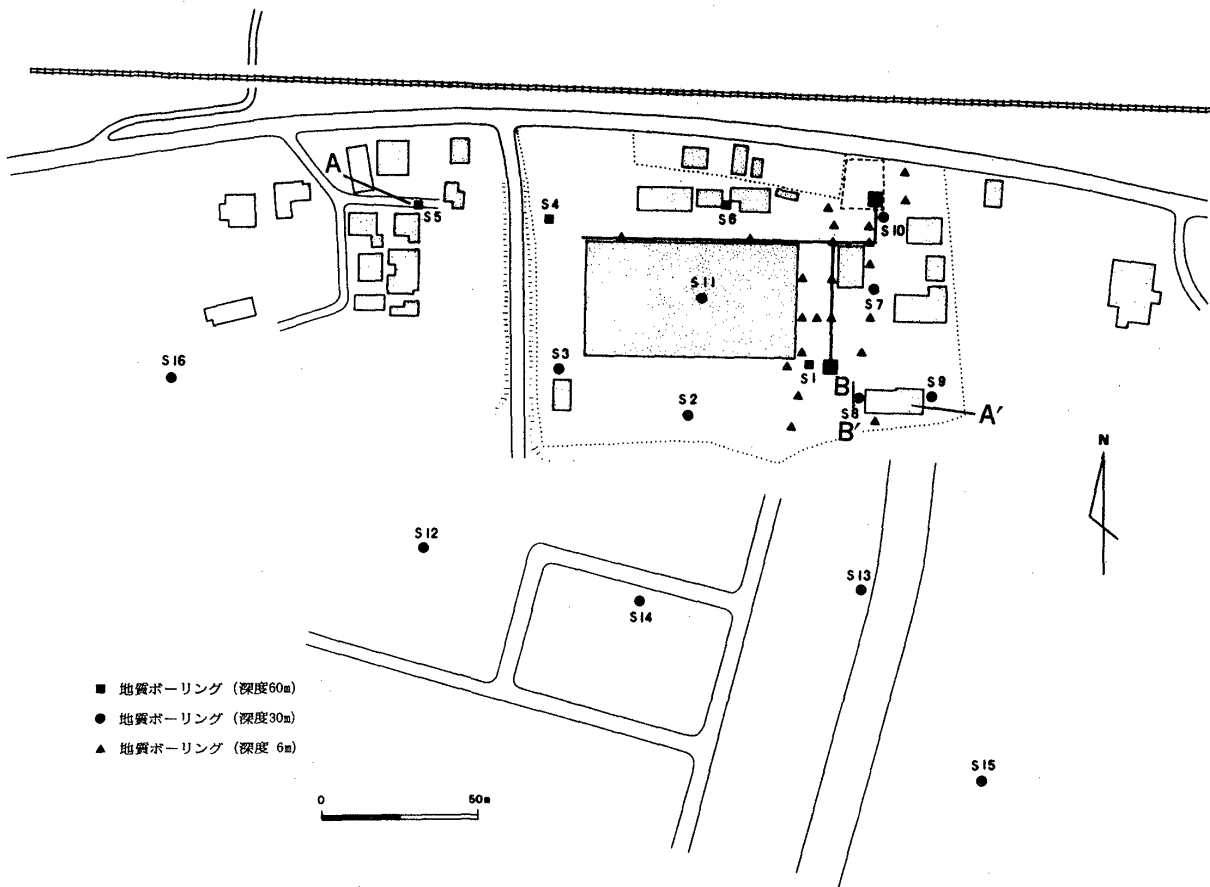 A
S5
S4
S6
S10
S11
S7
S3
S16
S1
S2
B
S8
S9
B'
A'
N
S12
S13
S14
S15
■ 地質ボーリング (深度60m)
● 地質ボーリング (深度30m)
▲ 地質ボーリング (深度 6m)
0 50m